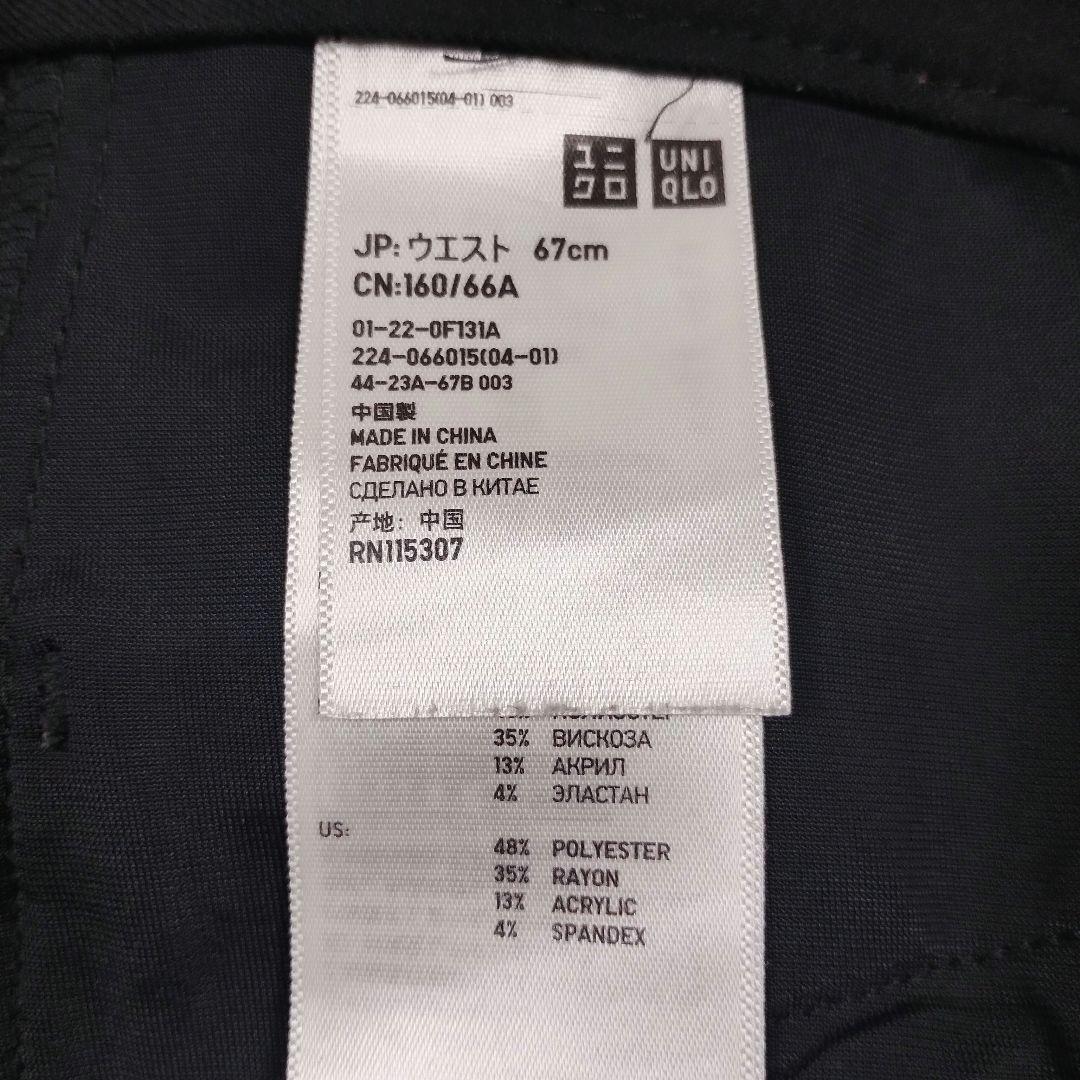 224-066015(04-01) 003
ユニ
クロ
UNI
QLO
JP: ウエスト 67cm
CN:160/66A
01-22-0F131A
224-066015(04-01)
44-23A-67B 003
中国製
MADE IN CHINA
FABRIQUÉ EN CHINE
СДЕЛАНО В КИТАЕ
产地: 中国
RN115307
35% ВИСКОЗА
13% АКРИЛ
4% ЭЛАСТАН
US:
48% POLYESTER
35% RAYON
13% ACRYLIC
4% SPANDEX